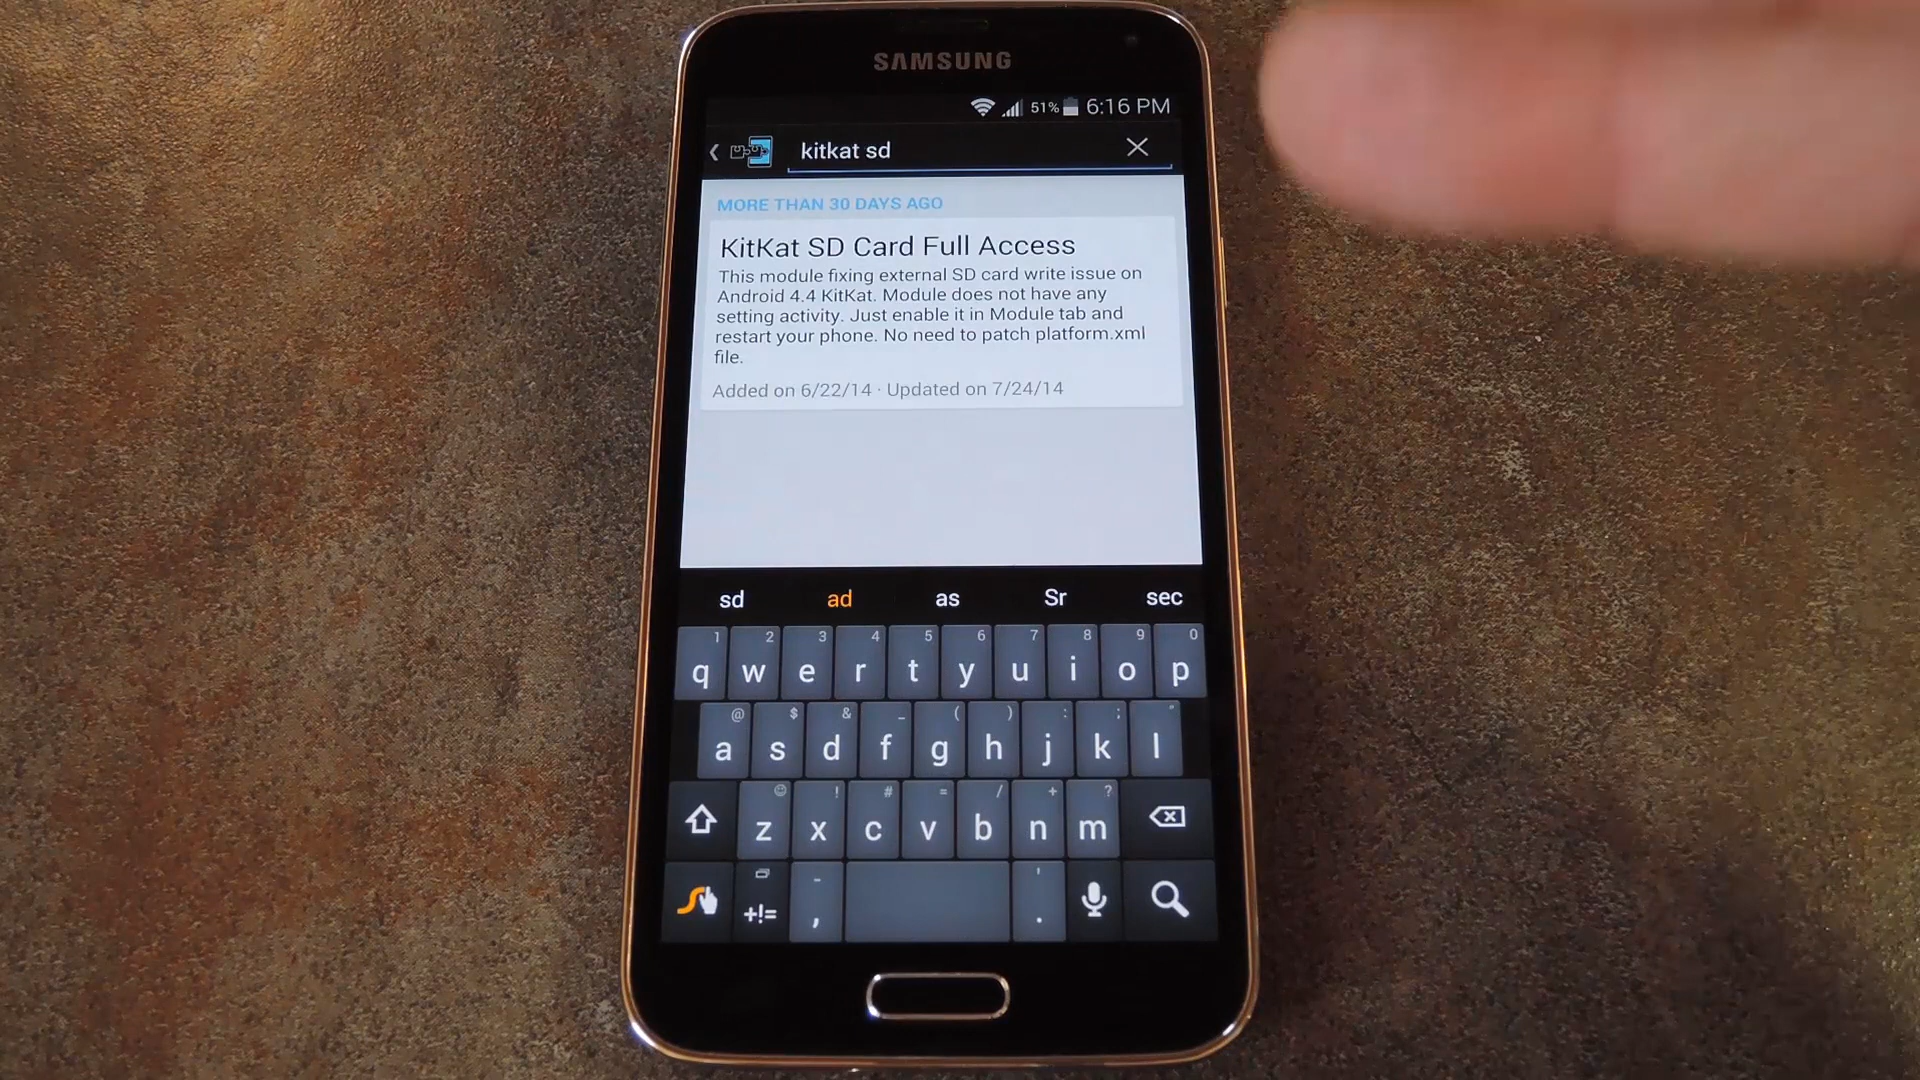 SAMSUNG
51% 6:16 PM
kitkat sd
MORE THAN 30 DAYS AGO
KitKat SD Card Full Access
This module fixing external SD card write issue on
Android 4.4 KitKat. Module does not have any
setting activity. Just enable it in Module tab and
restart your phone. No need to patch platform.xml
file.
Added on 6/22/14 · Updated on 7/24/14
sd ad as Sr sec
1 2 3 4 5 6 7 8 9 0
q w e r t y u i o p
@ $ & _ ( ) : ; "
a s d f g h j k l
! # = / + ?
z x c v b n m
- '
+!= , .